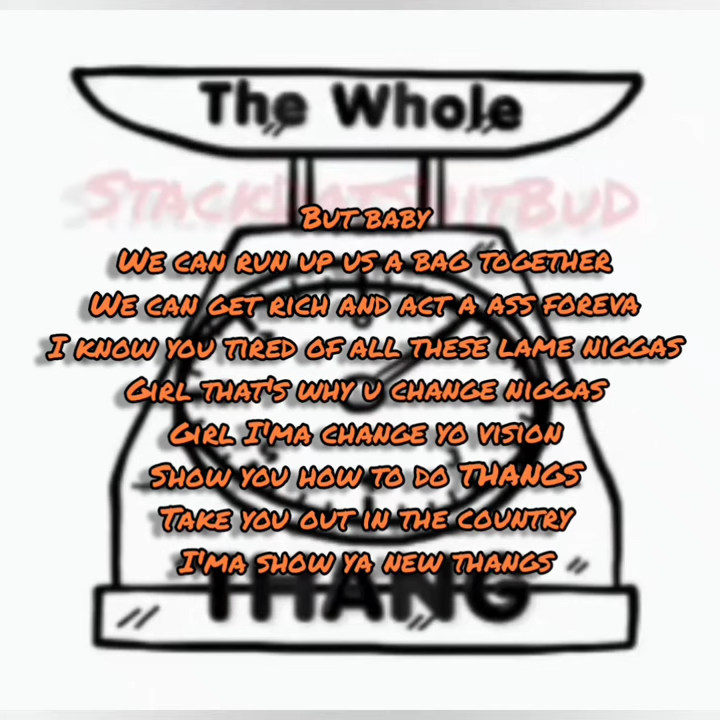 The Whole
StackDatShitBud
But baby
We can run up us a bag together
We can get rich and act a ass foreva
I know you tired of all these lame niggas
Girl that's why u change niggas
Girl I'ma change yo vision
Show you how to do THANGS
Take you out in the country
I'ma show ya new thangs
THANG